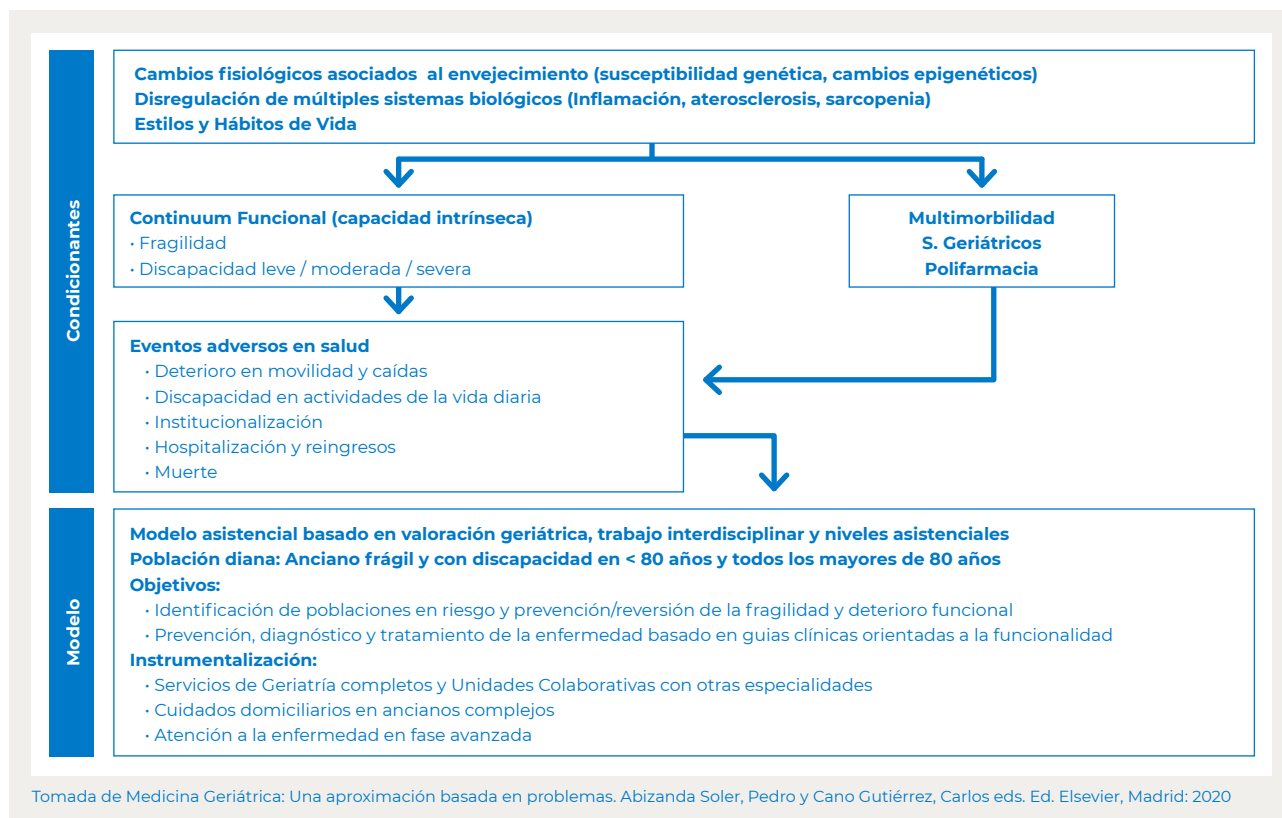 Condicionantes
Cambios fisiológicos asociados al envejecimiento (susceptibilidad genética, cambios epigenéticos)
Disregulación de múltiples sistemas biológicos (Inflamación, aterosclerosis, sarcopenia)
Estilos y Hábitos de Vida
Continuum Funcional (capacidad intrínseca)
· Fragilidad
· Discapacidad leve / moderada / severa
Multimorbilidad
S. Geriátricos
Polifarmacia
Eventos adversos en salud
· Deterioro en movilidad y caídas
· Discapacidad en actividades de la vida diaria
· Institucionalización
· Hospitalización y reingresos
· Muerte
Modelo
Modelo asistencial basado en valoración geriátrica, trabajo interdisciplinar y niveles asistenciales
Población diana: Anciano frágil y con discapacidad en < 80 años y todos los mayores de 80 años
Objetivos:
· Identificación de poblaciones en riesgo y prevención/reversión de la fragilidad y deterioro funcional
· Prevención, diagnóstico y tratamiento de la enfermedad basado en guias clínicas orientadas a la funcionalidad
Instrumentalización:
· Servicios de Geriatría completos y Unidades Colaborativas con otras especialidades
· Cuidados domiciliarios en ancianos complejos
· Atención a la enfermedad en fase avanzada
Tomada de Medicina Geriátrica: Una aproximación basada en problemas. Abizanda Soler, Pedro y Cano Gutiérrez, Carlos eds. Ed. Elsevier, Madrid: 2020